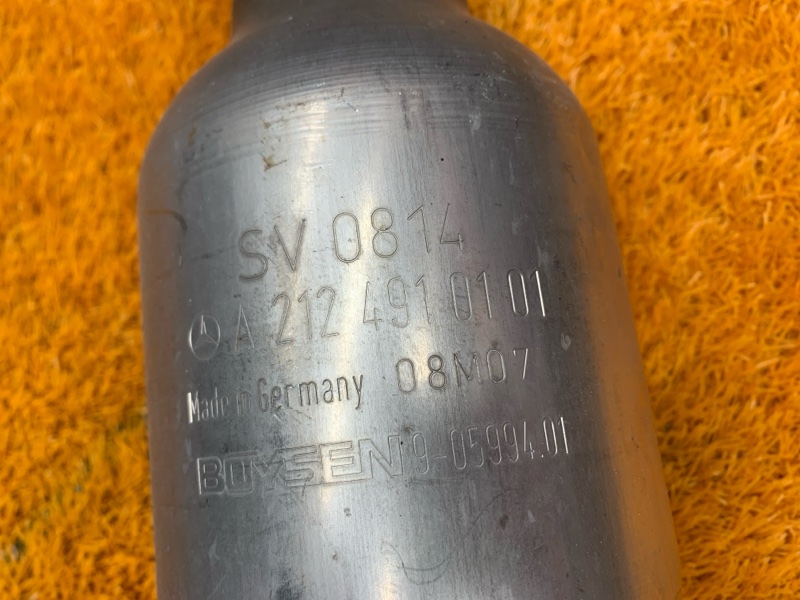 SV 0814
A 212 491 01 01
Made in Germany 08M07
BOYSEN 9-05994.01